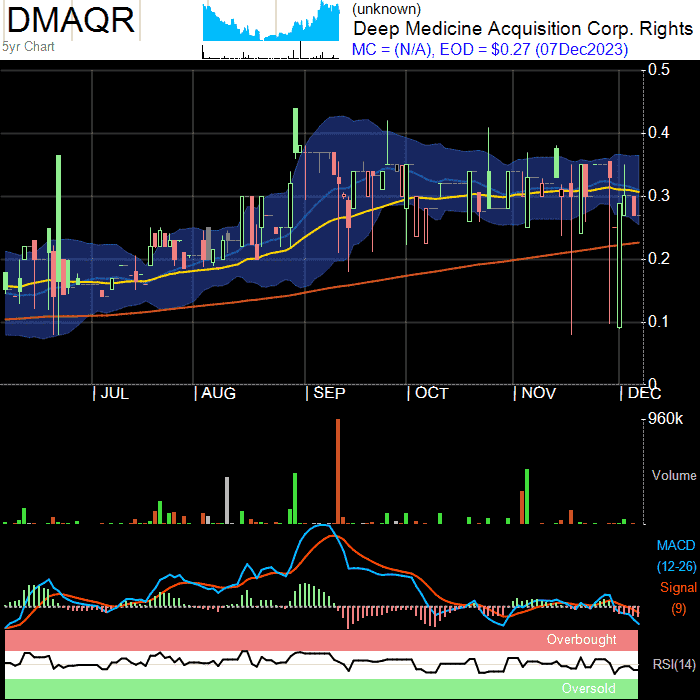 DMAQR
5yr Chart
(unknown)
Deep Medicine Acquisition Corp. Rights
MC = (N/A), EOD = $0.27 (07Dec2023)
0.5
0.4
0.3
0.2
0.1
0
JUL
AUG
SEP
OCT
NOV
DEC
960k
Volume
MACD
(12-26)
Signal
(9)
Overbought
RSI(14)
Oversold